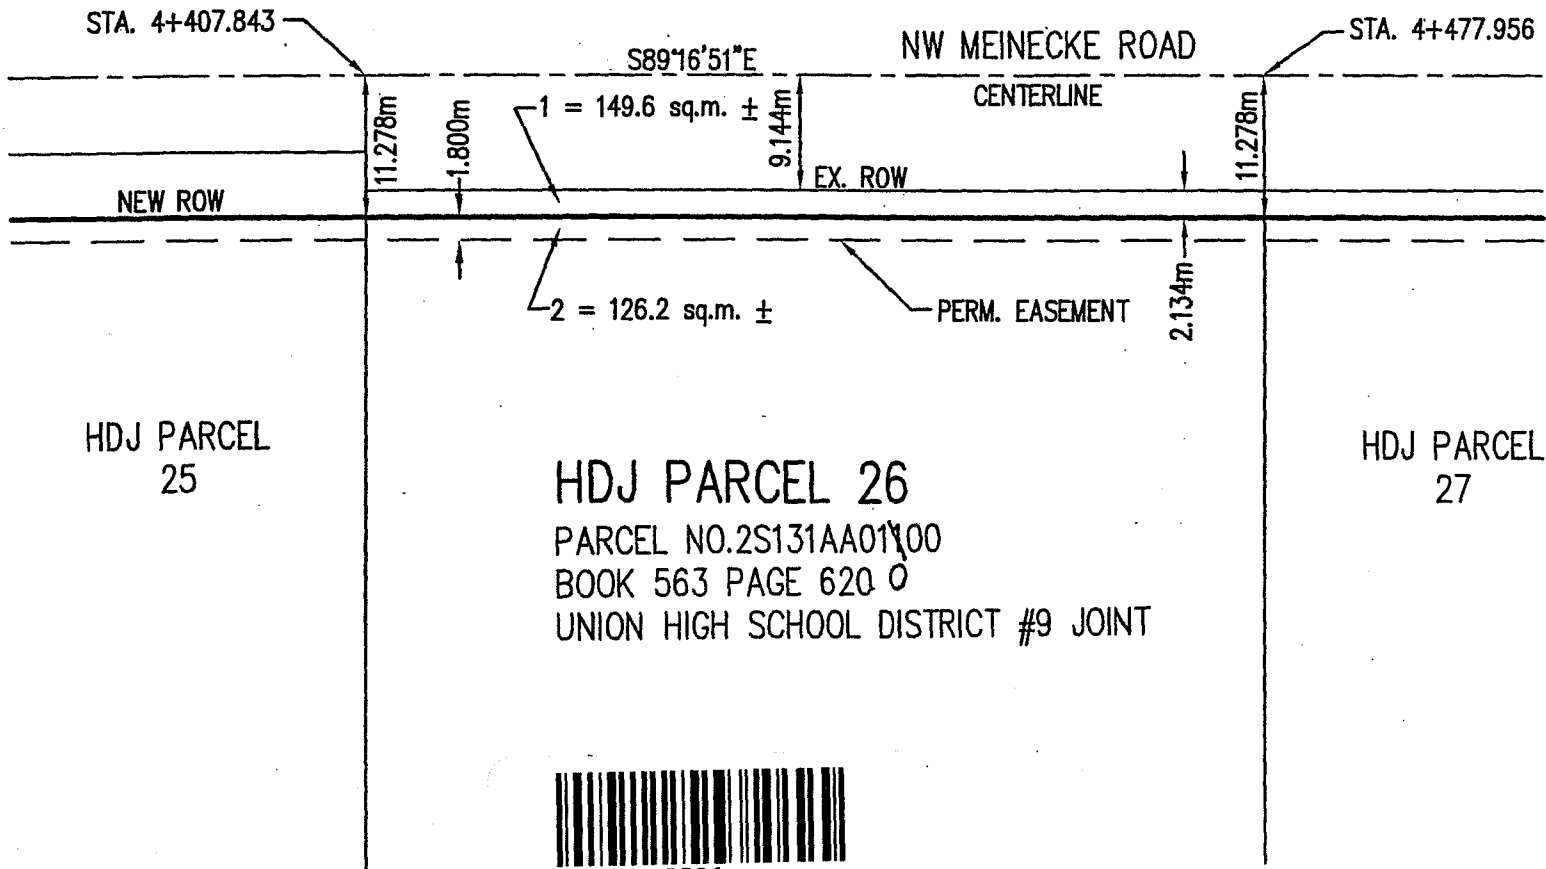 STA. 4+407.843
S89°16'51"E
NW MEINECKE ROAD
STA. 4+477.956
CENTERLINE
11.278m
1.800m
1 = 149.6 sq.m. ±
9.144m
11.278m
EX. ROW
NEW ROW
2 = 126.2 sq.m. ±
PERM. EASEMENT
2.134m
HDJ PARCEL
25
HDJ PARCEL 26
PARCEL NO.2S131AA01100
BOOK 563 PAGE 620 0
UNION HIGH SCHOOL DISTRICT #9 JOINT
HDJ PARCEL
27